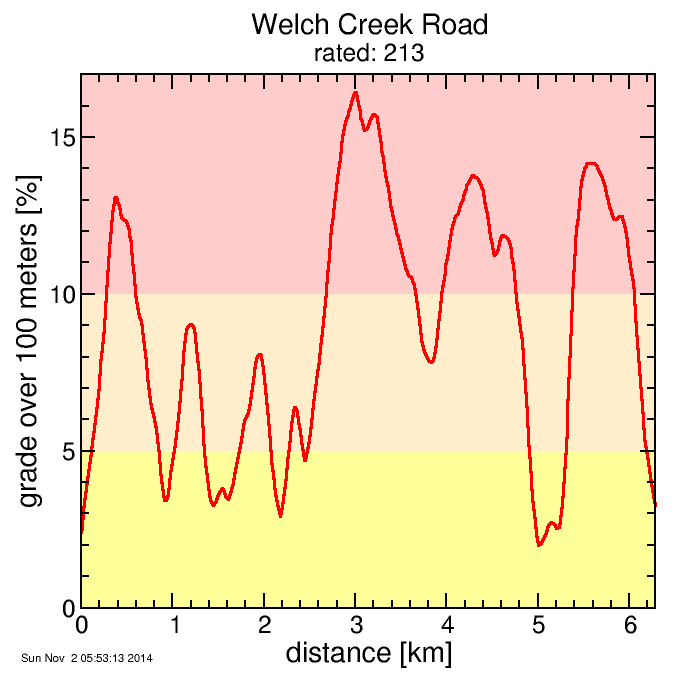 Welch Creek Road
rated: 213
15
10
5
0
grade over 100 meters [%]
0 1 2 3 4 5 6
distance [km]
Sun Nov 2 05:53:13 2014